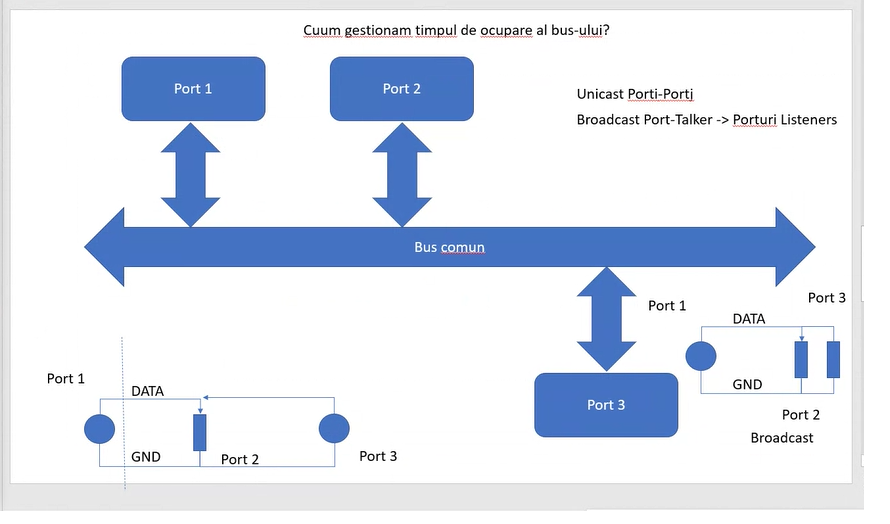 Cuum gestionam timpul de ocupare al bus-ului?
Port 1
Port 2
Unicast Porti-Portj
Broadcast Port-Talker -> Porturi Listeners
Bus comun
Port 1
Port 3
DATA
GND
Port 2
Broadcast
Port 3
Port 1
DATA
GND
Port 2
Port 3